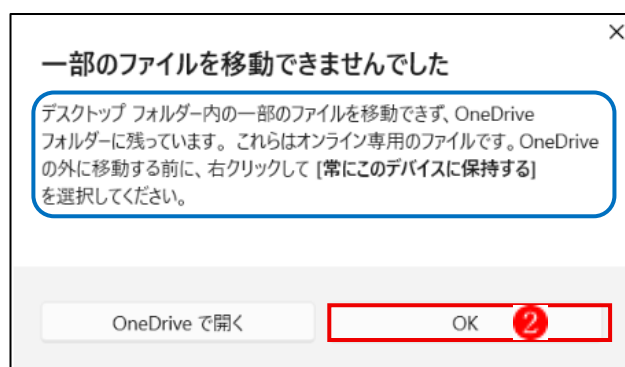 一部のファイルを移動できませんでした
デスクトップ フォルダー内の一部のファイルを移動できず、OneDrive
フォルダーに残っています。これらはオンライン専用のファイルです。OneDrive
の外に移動する前に、右クリックして [常にこのデバイスに保持する]
を選択してください。
OneDrive で開く
OK 2